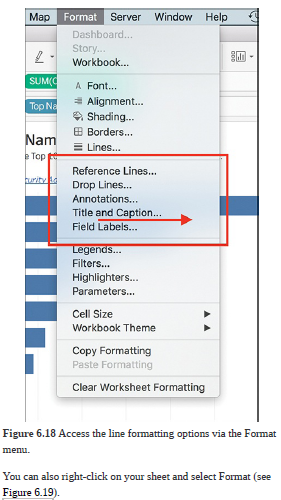 Map Format Server Window Help
Dashboard...
Story...
Workbook...
SUM(C
A Font...
Alignment...
Top Na
Shading...
Borders...
Nam
Lines...
e Top 10
Reference Lines...
Drop Lines...
Annotations...
Title and Caption...
Field Labels...
Legends...
Filters...
Highlighters...
Parameters...
Cell Size
Workbook Theme
Copy Formatting
Paste Formatting
Clear Worksheet Formatting
Figure 6.18 Access the line formatting options via the Format
menu.
You can also right-click on your sheet and select Format (see
Figure 6.19).